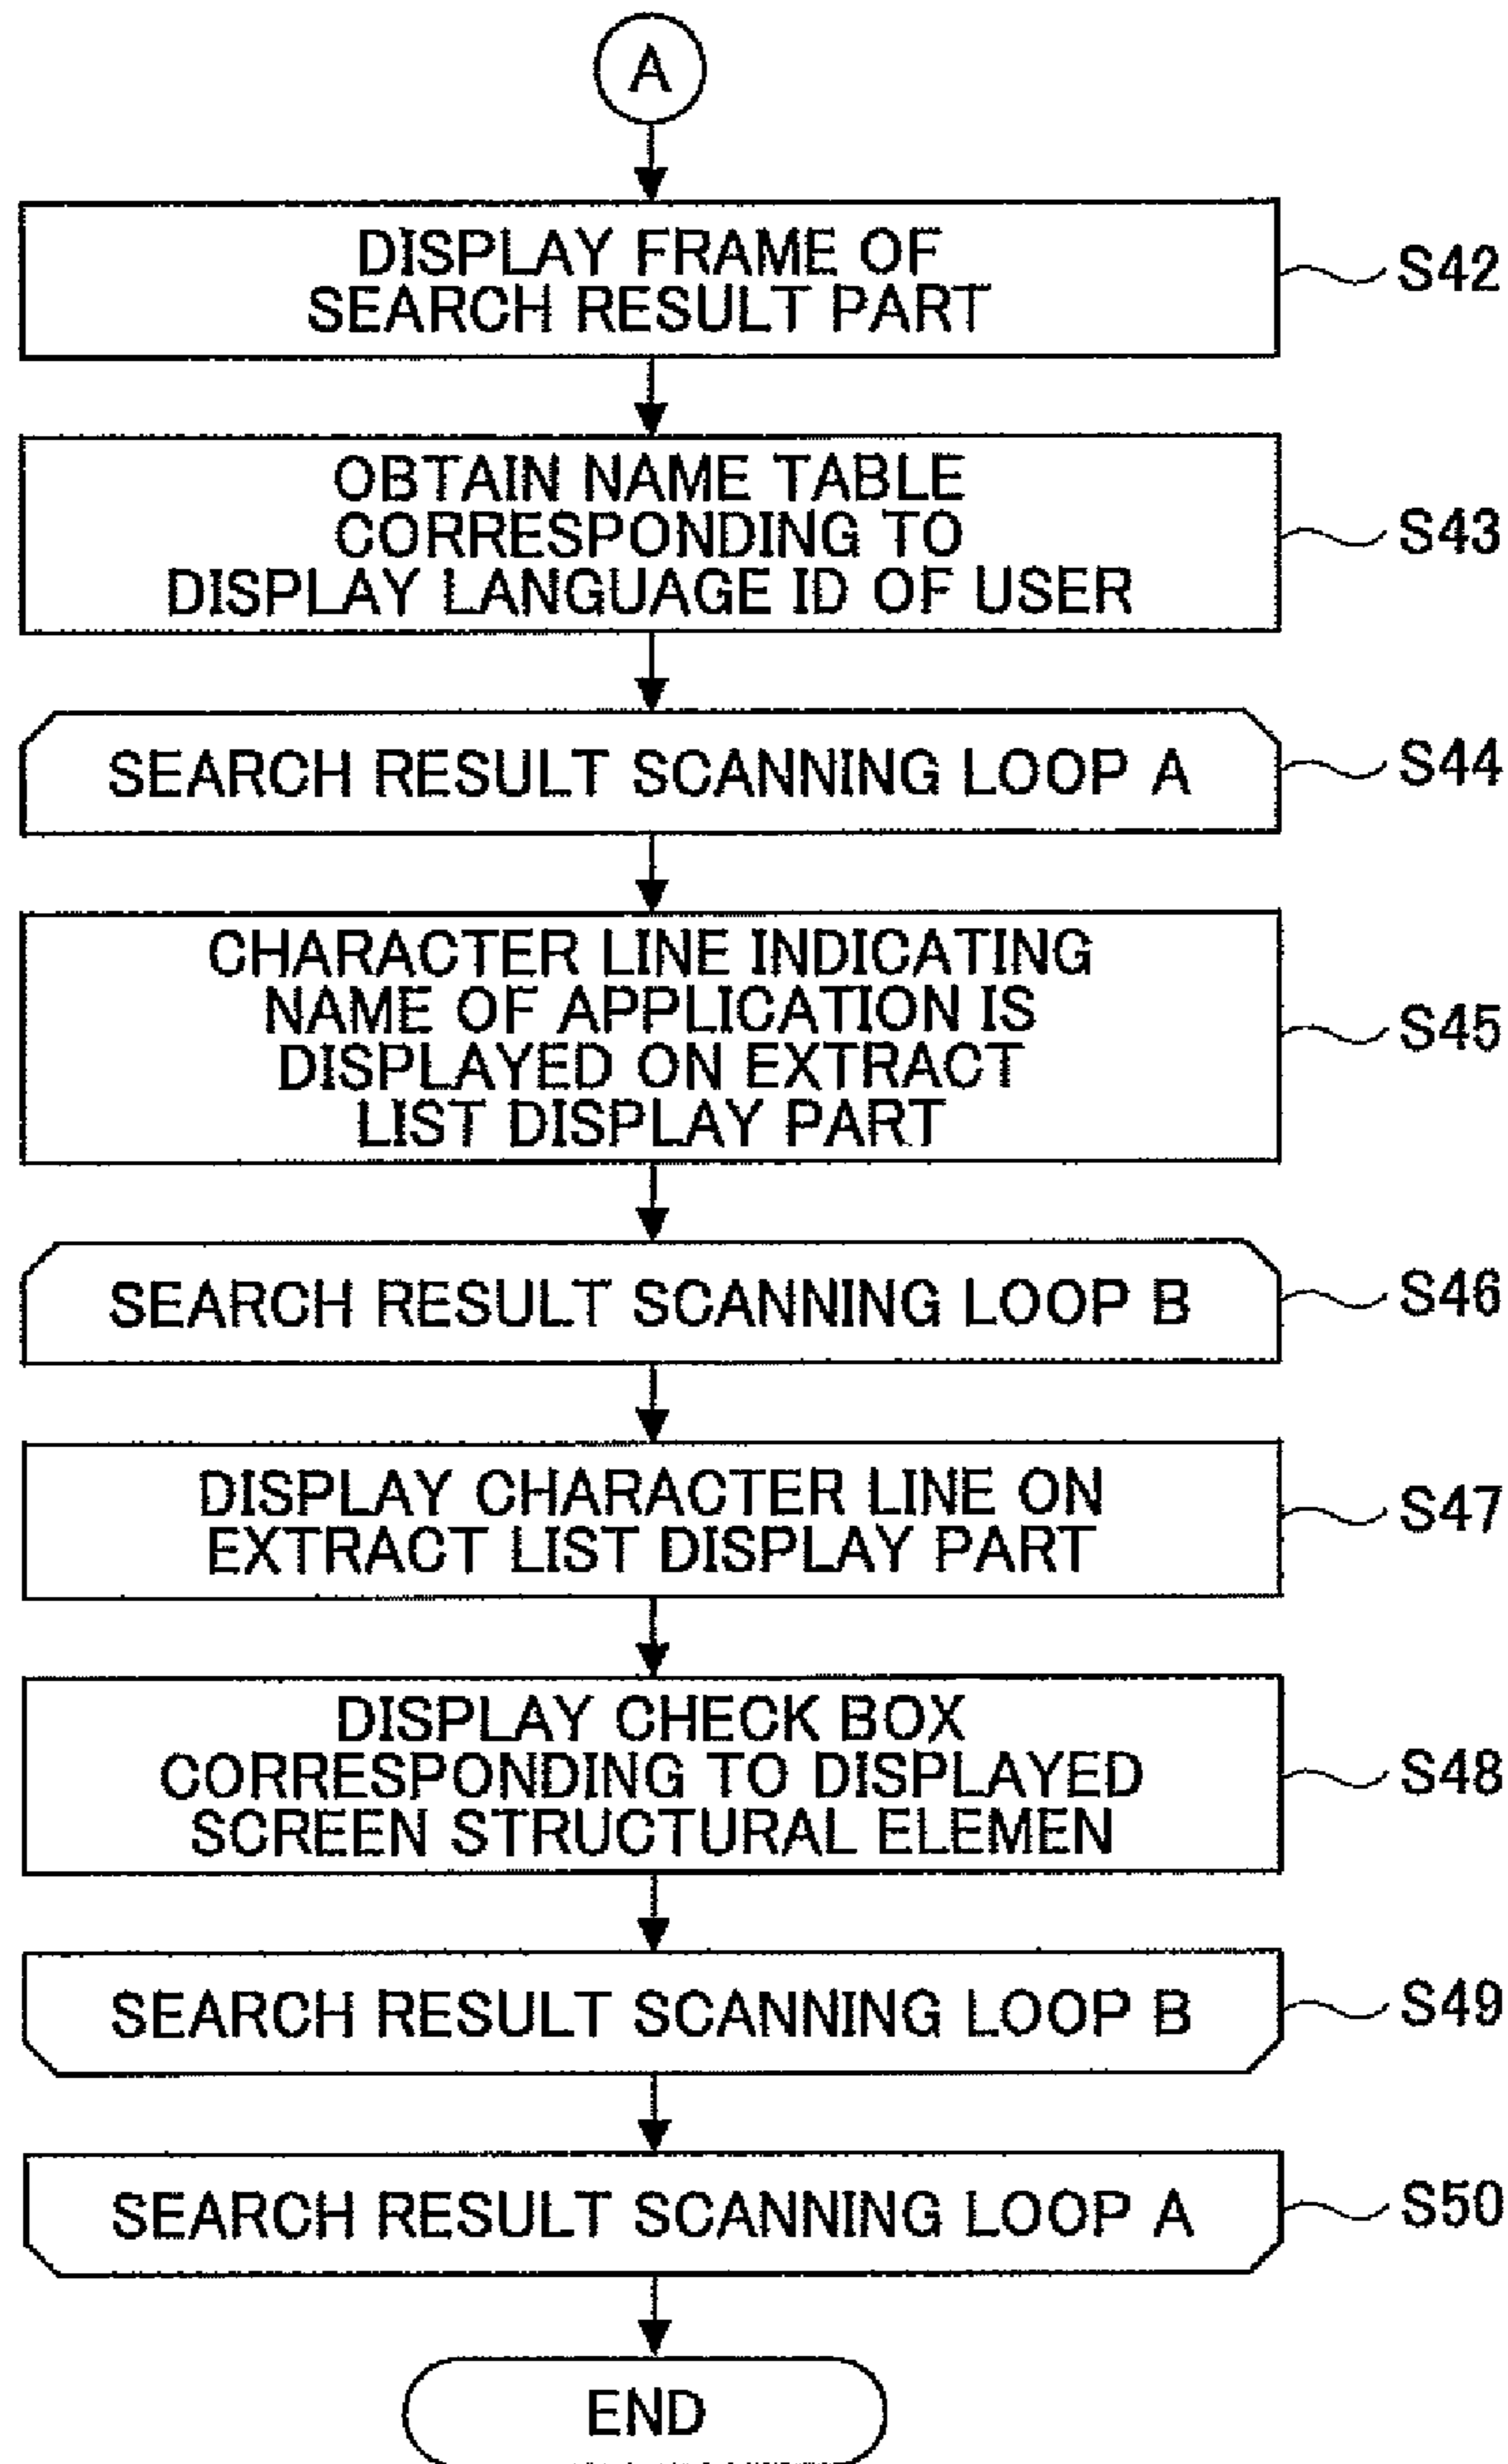 A
DISPLAY FRAME OF
SEARCH RESULT PART
S42
OBTAIN NAME TABLE
CORRESPONDING TO
DISPLAY LANGUAGE ID OF USER
S43
SEARCH RESULT SCANNING LOOP A
S44
CHARACTER LINE INDICATING
NAME OF APPLICATION IS
DISPLAYED ON EXTRACT
LIST DISPLAY PART
S45
SEARCH RESULT SCANNING LOOP B
S46
DISPLAY CHARACTER LINE ON
EXTRACT LIST DISPLAY PART
S47
DISPLAY CHECK BOX
CORRESPONDING TO DISPLAYED
SCREEN STRUCTURAL ELEMEN
S48
SEARCH RESULT SCANNING LOOP B
S49
SEARCH RESULT SCANNING LOOP A
S50
END